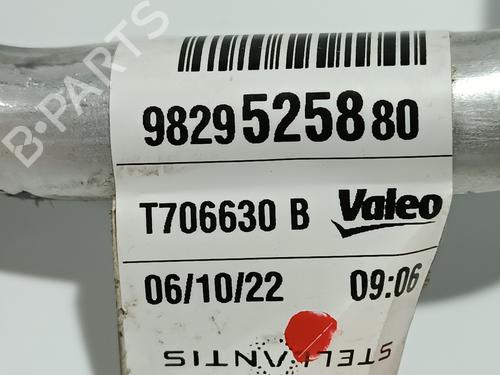 B-PARTS
9829525880
T706630 B Valeo
06/10/22 09:06
STELLANTIS